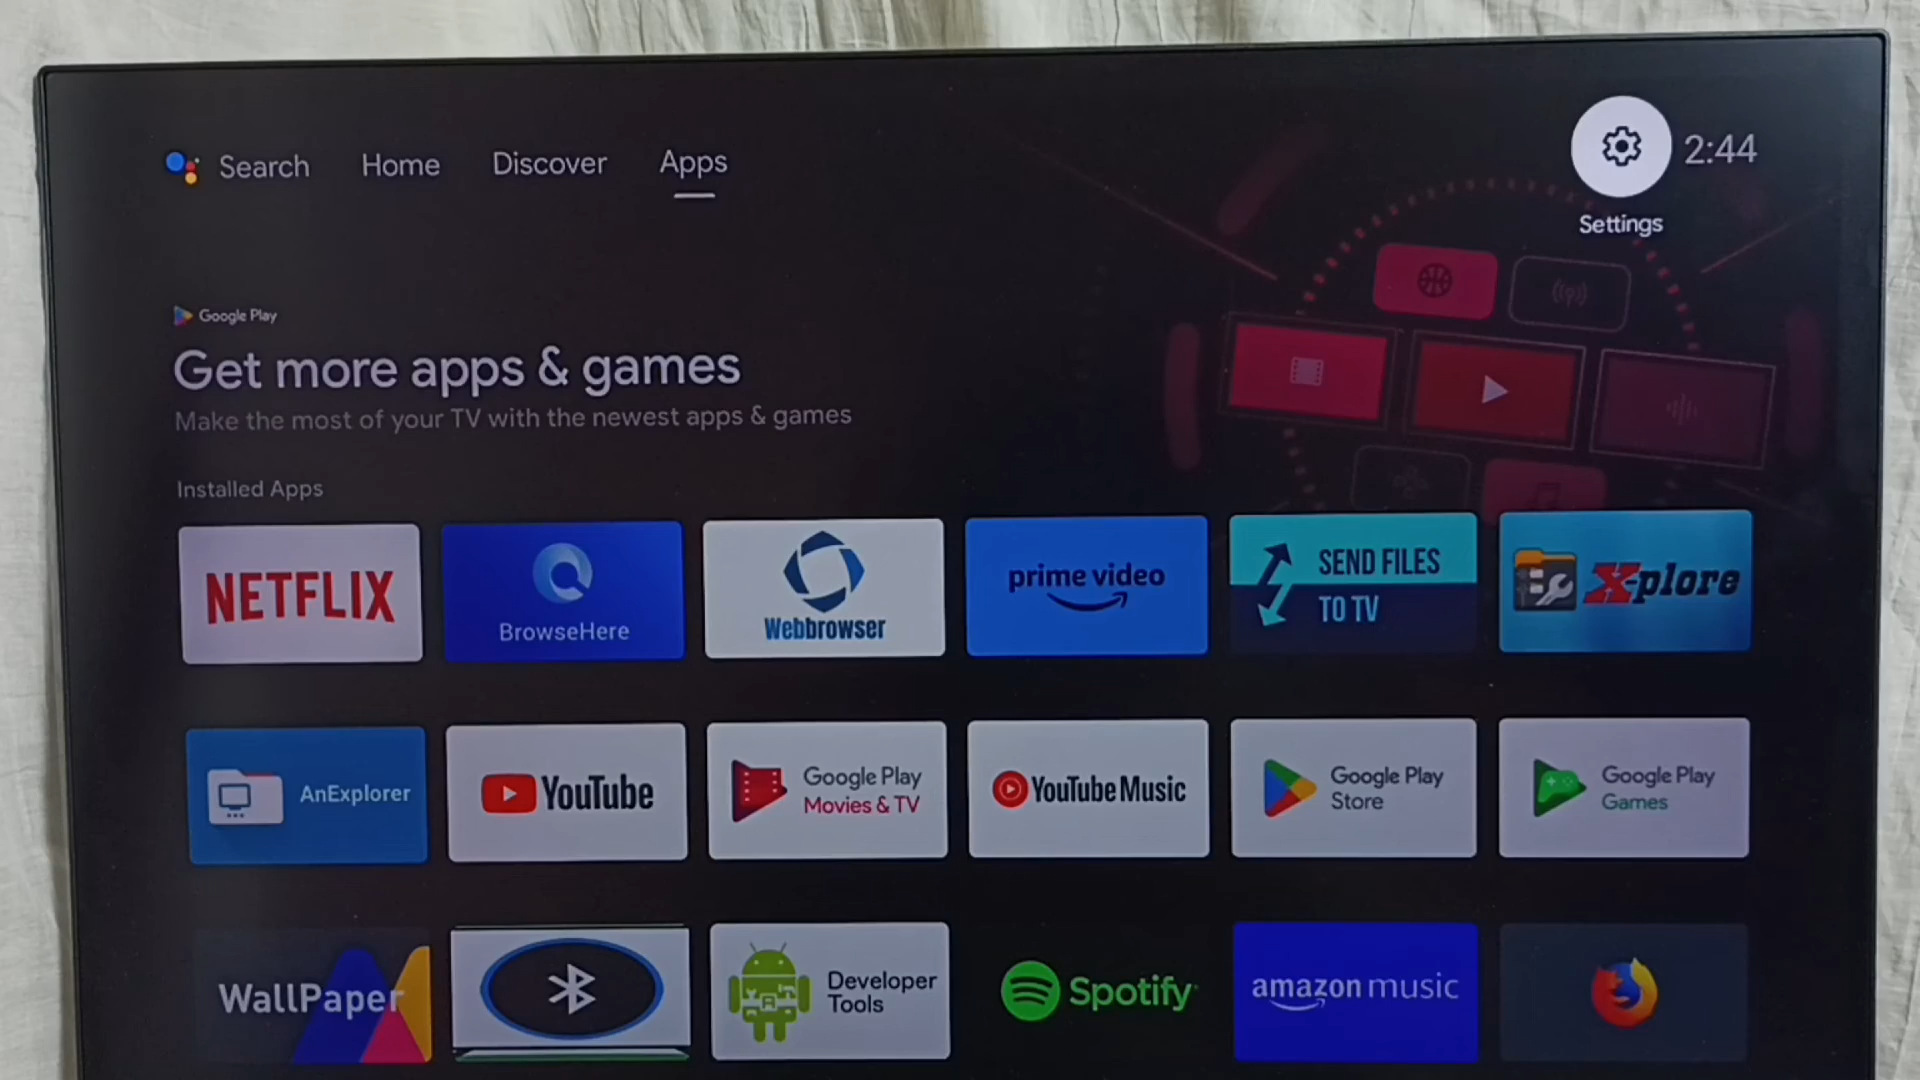 Search Home Discover Apps
2:44
Settings
Google Play
Get more apps & games
Make the most of your TV with the newest apps & games
Installed Apps
NETFLIX
BrowseHere
Webbrowser
prime video
SEND FILES
TO TV
X-plore
AnExplorer
YouTube
Google Play
Movies & TV
YouTube Music
Google Play
Store
Google Play
Games
WallPaper
Developer
Tools
Spotify
amazon music